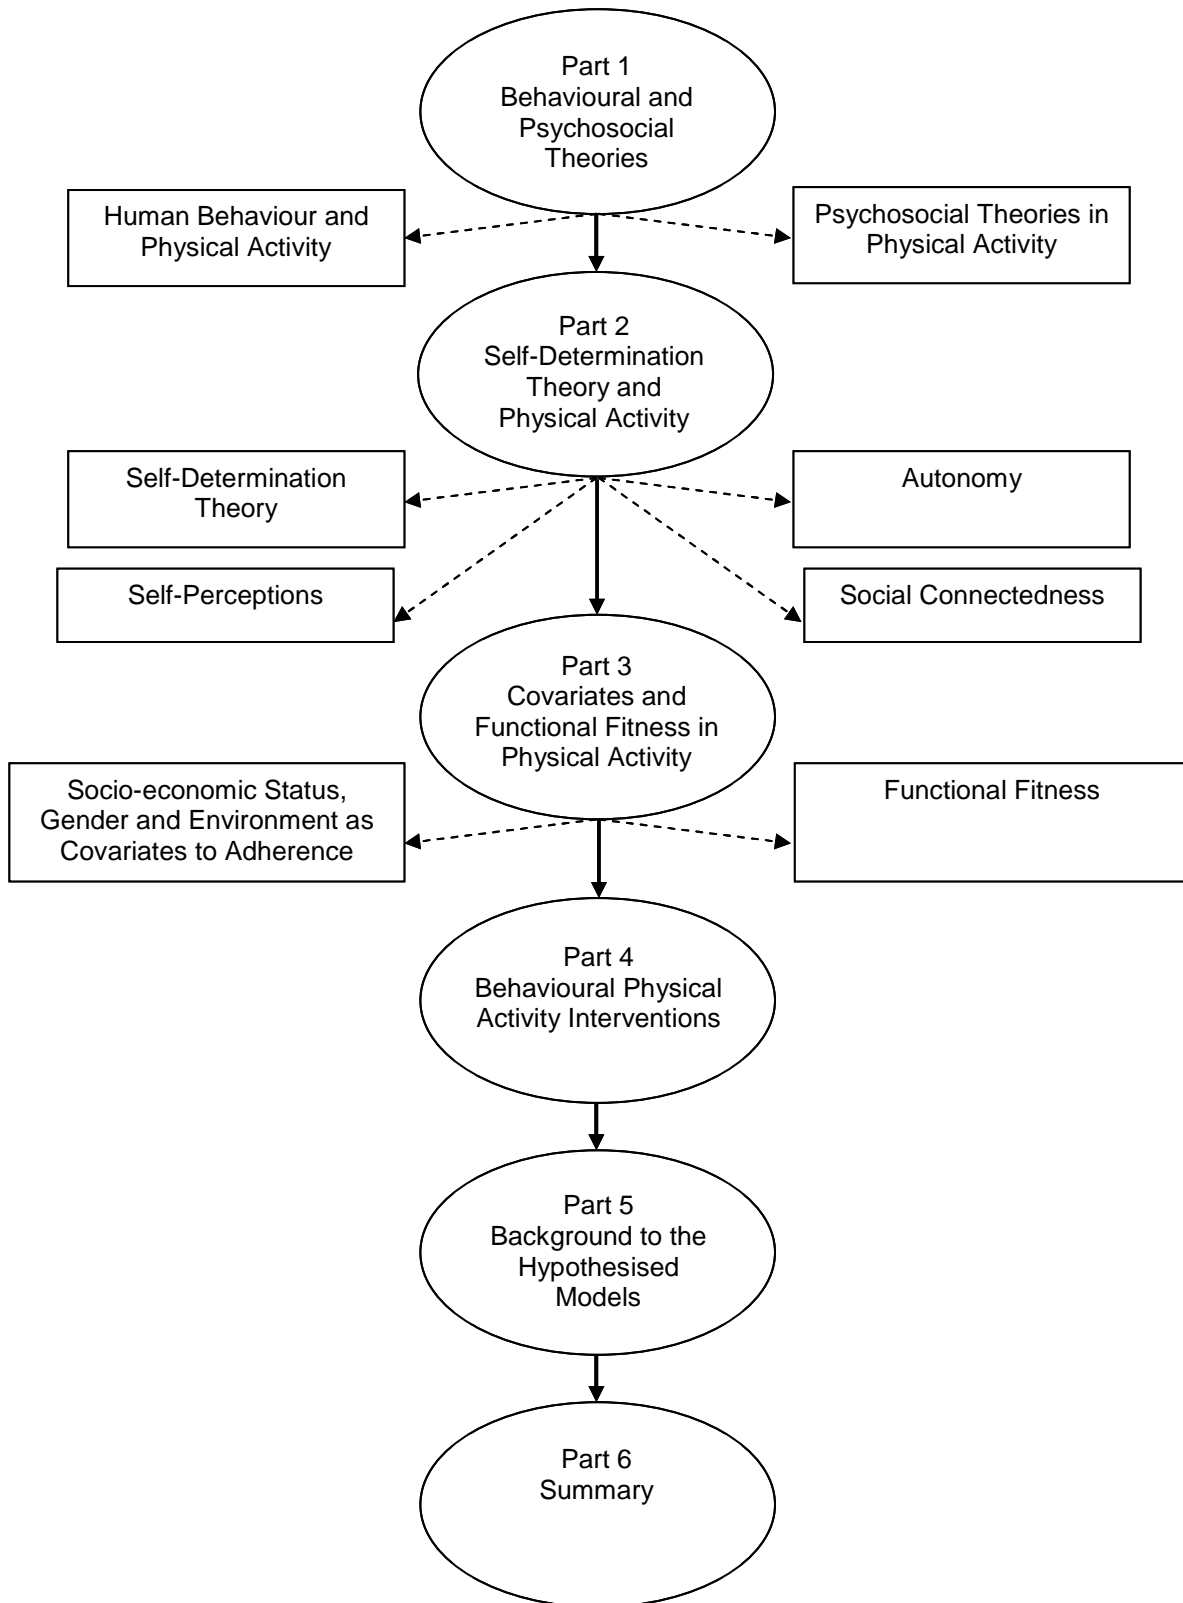 Part 1
Behavioural and
Psychosocial
Theories
Human Behaviour and
Physical Activity
Psychosocial Theories in
Physical Activity
Part 2
Self-Determination
Theory and
Physical Activity
Self-Determination
Theory
Autonomy
Self-Perceptions
Social Connectedness
Part 3
Covariates and
Functional Fitness in
Physical Activity
Socio-economic Status,
Gender and Environment as
Covariates to Adherence
Functional Fitness
Part 4
Behavioural Physical
Activity Interventions
Part 5
Background to the
Hypothesised
Models
Part 6
Summary